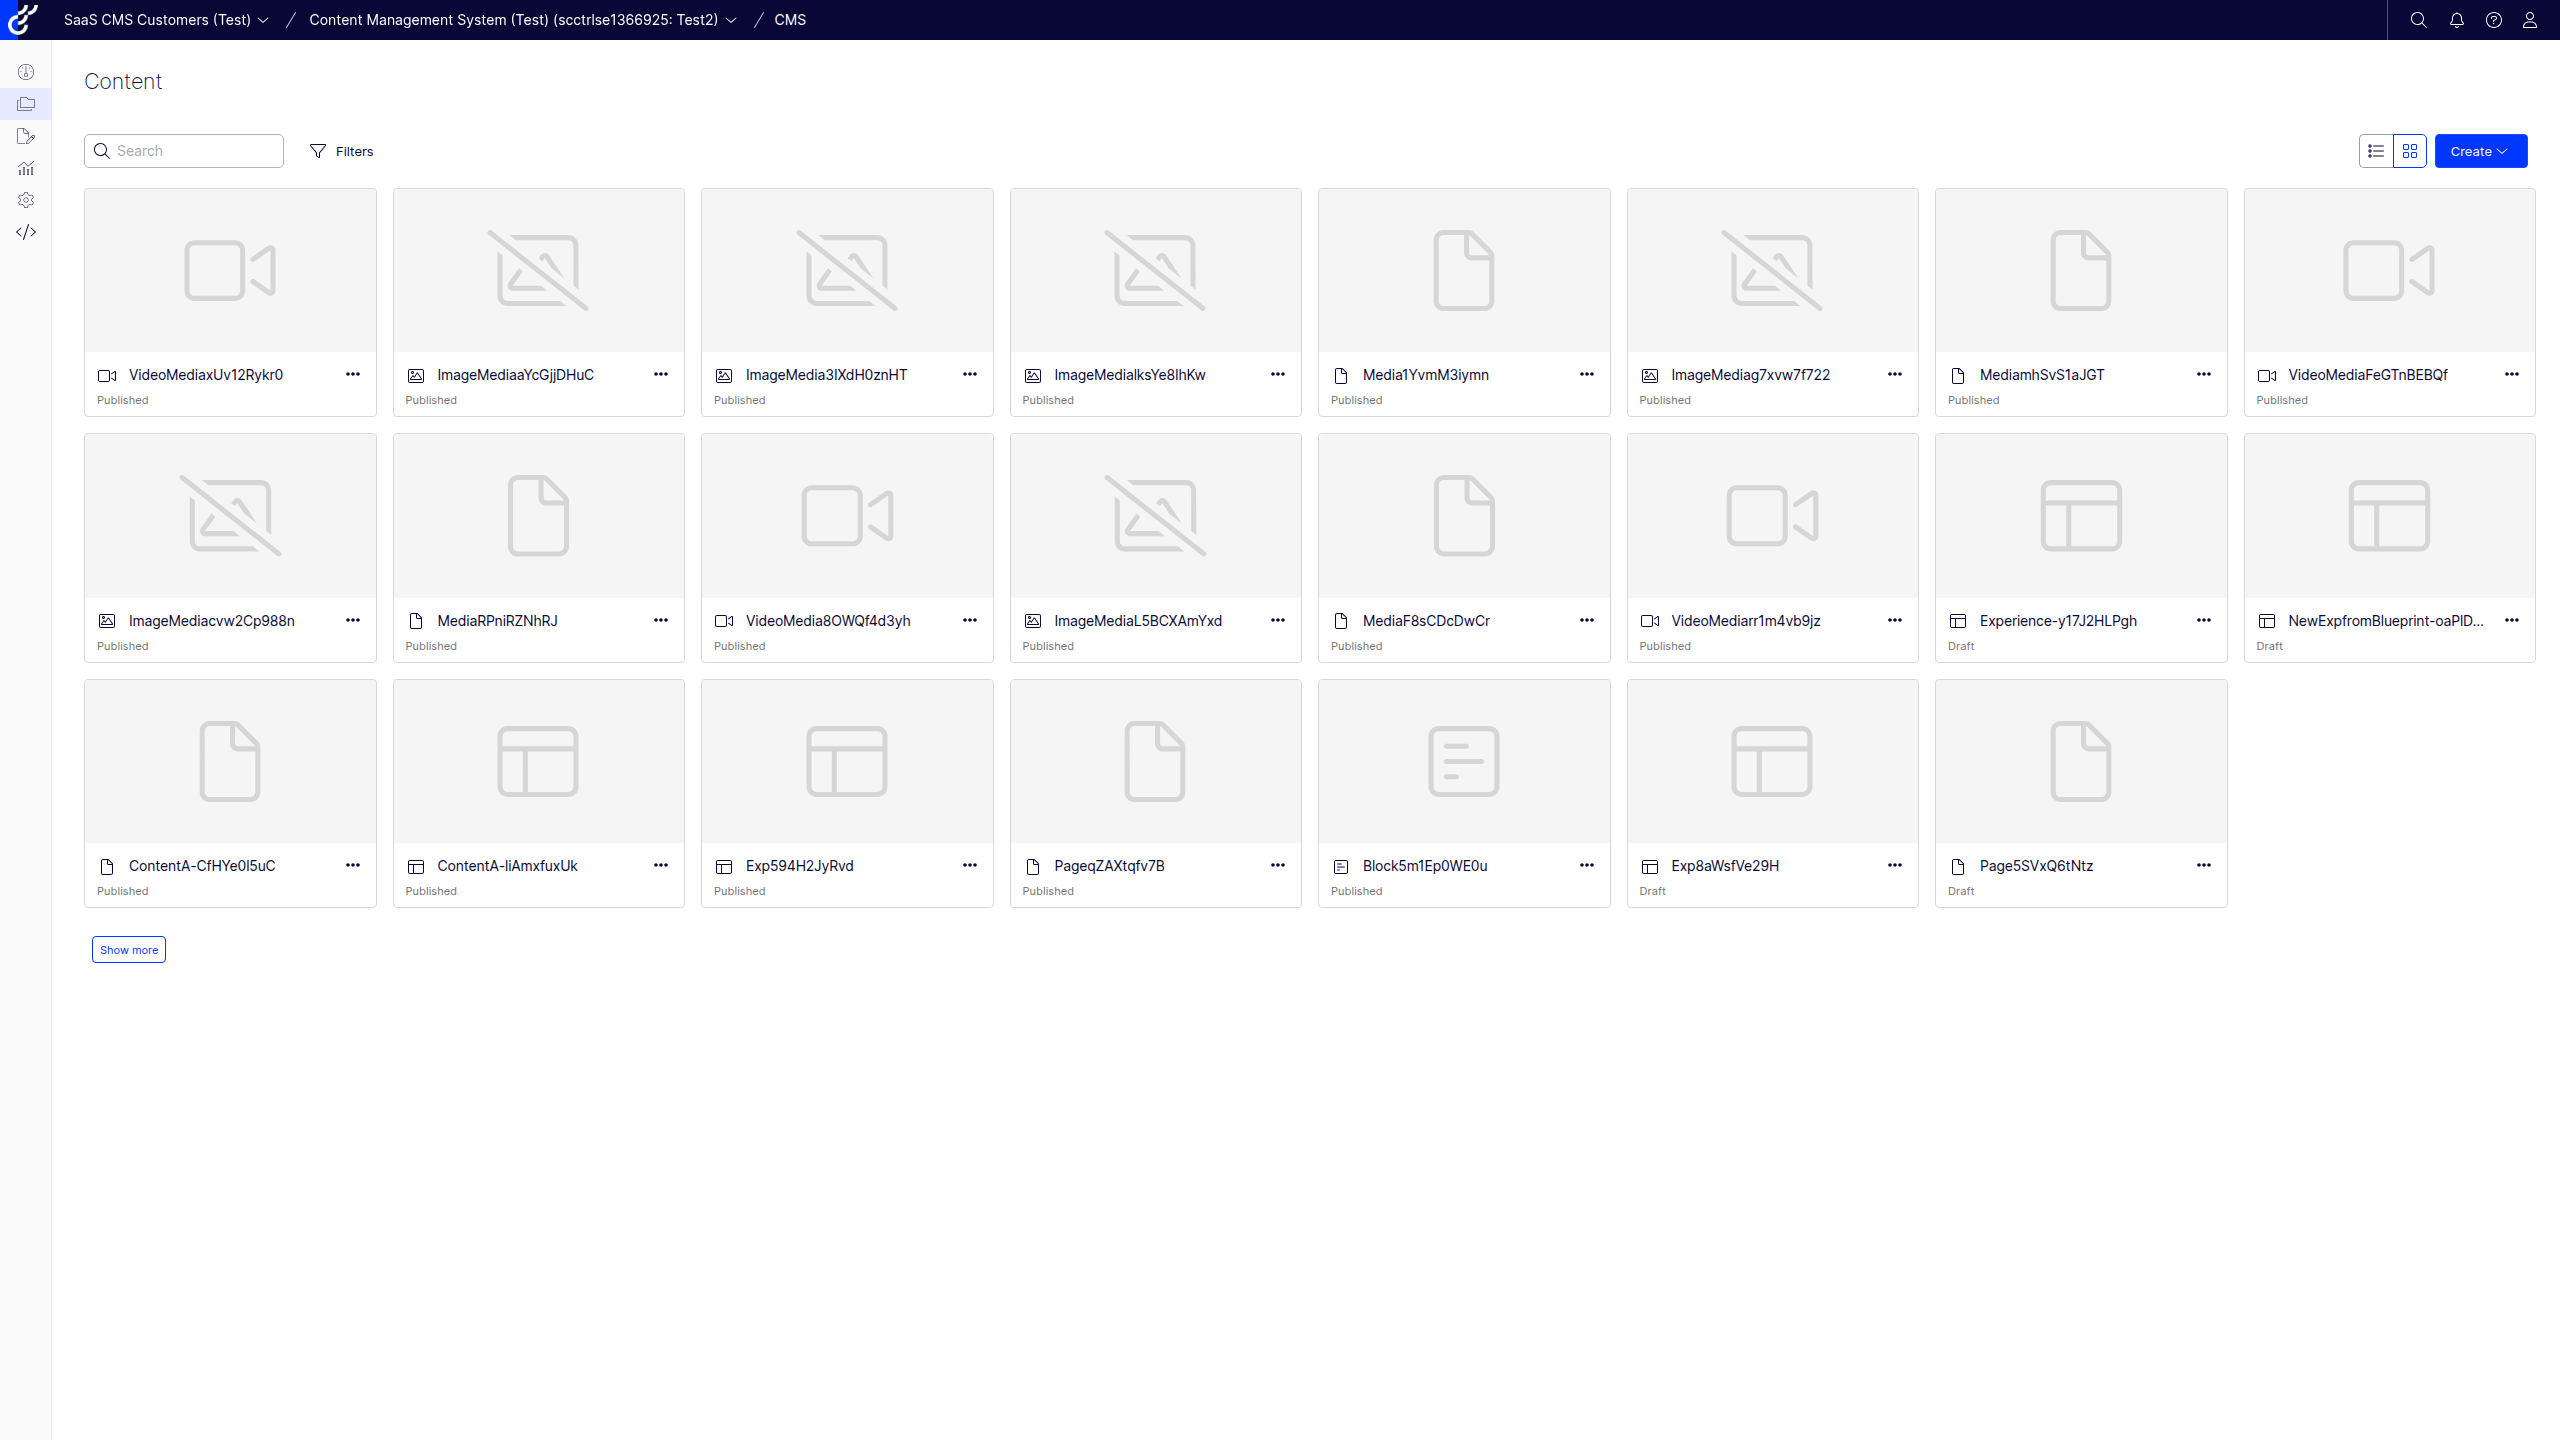 SaaS CMS Customers (Test) / Content Management System (Test) (scctrlse1366925: Test2) / CMS
Content
Search
Filters
Create
VideoMediaxUv12Rykr0 ImageMediaaYcGjjDHuC ImageMedia3lXdH0znHT ImageMedialksYe8lhKw Media1YvmM3iymn ImageMediag7xvw7f722 MediamhSvS1aJGT VideoMediaFeGTnBEBQf
Published Published Published Published Published Published Published Published
ImageMediacvw2Cp988n MediaRPniRZNhRJ VideoMedia8OWQf4d3yh ImageMediaL5BCXAmYxd MediaF8sCDcDwCr VideoMediarr1m4vb9jz Experience-y17J2HLPgh NewExpfromBlueprint-oaPlD...
Published Published Published Published Published Published Draft Draft
ContentA-CfHYe0l5uC ContentA-liAmxfuxUk Exp594H2JyRvd PageqZAXtqfv7B Block5m1Ep0WE0u Exp8aWsfVe29H Page5SVxQ6tNtz
Published Published Published Published Published Draft Draft
Show more